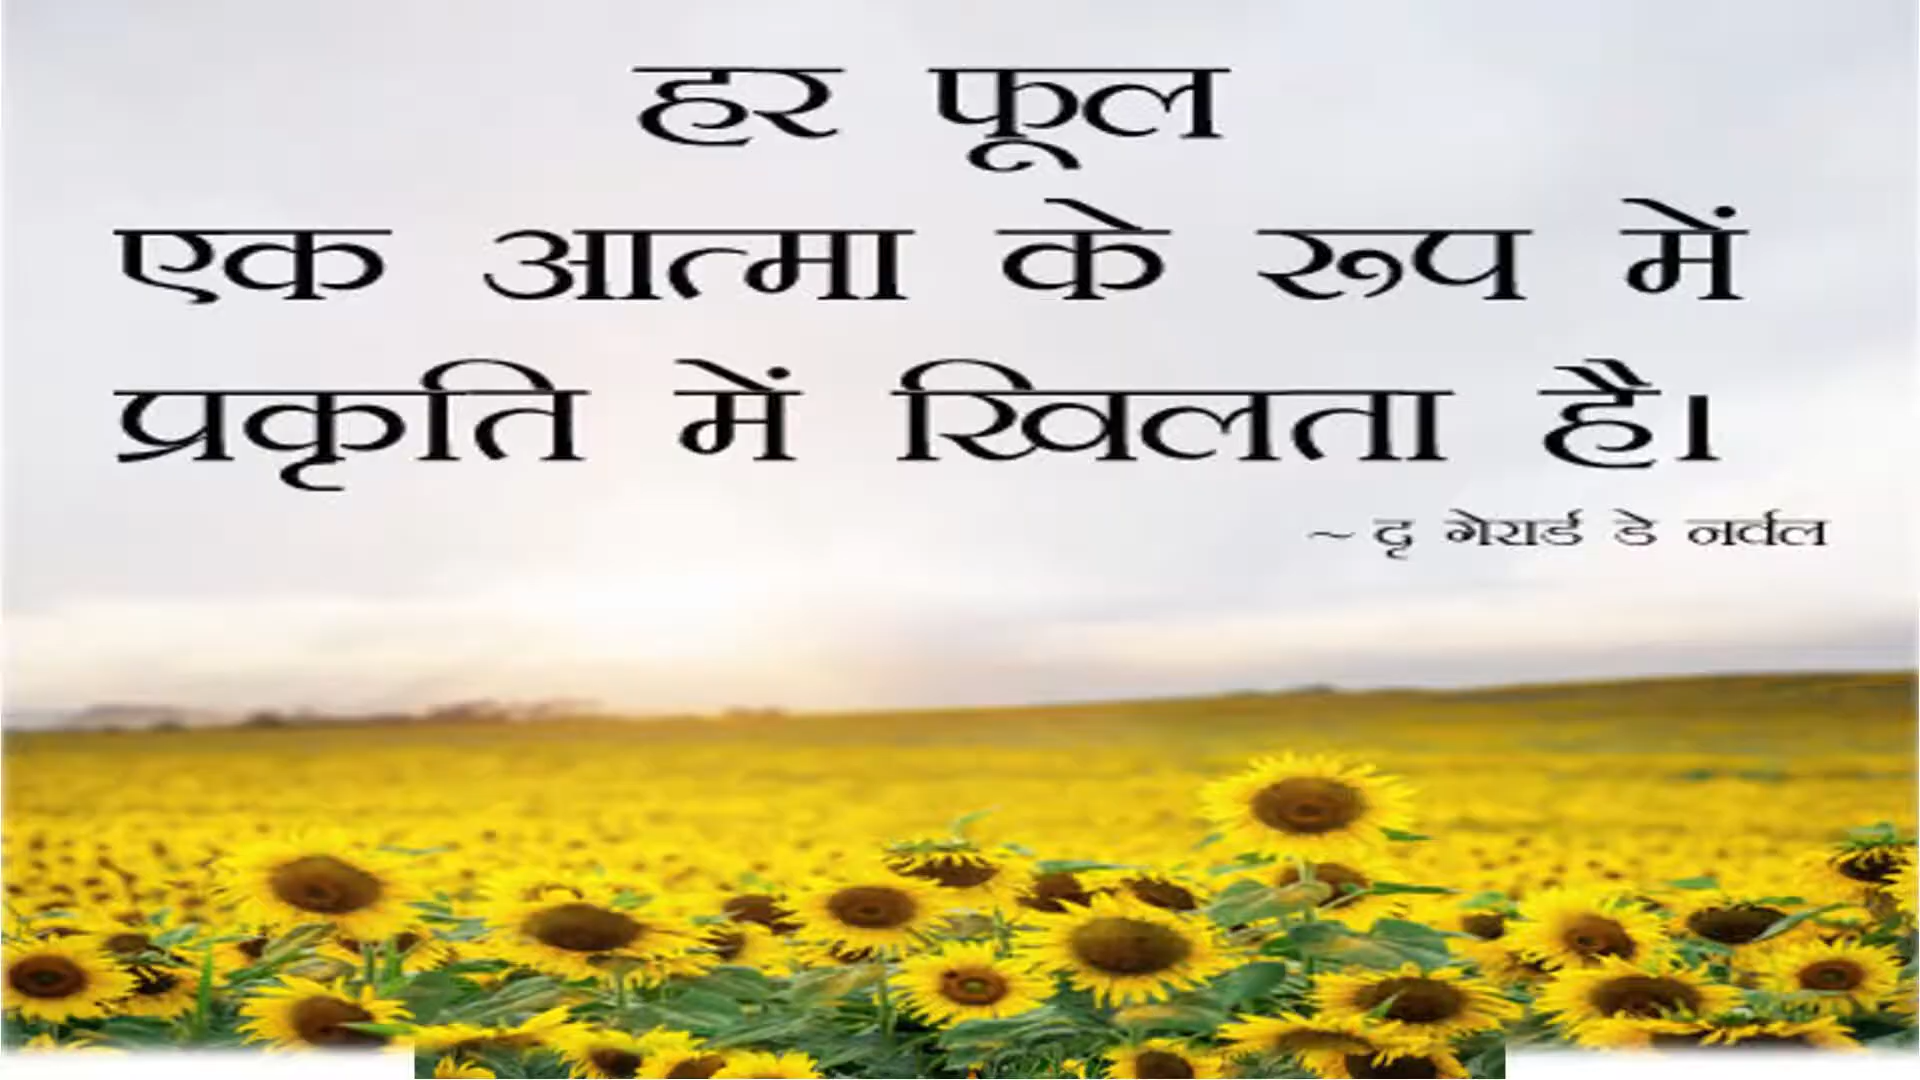 हर फूल
एक आत्मा के रूप में
प्रकृति में खिलता है।
~ दृ गेरार्ड डे नर्वल